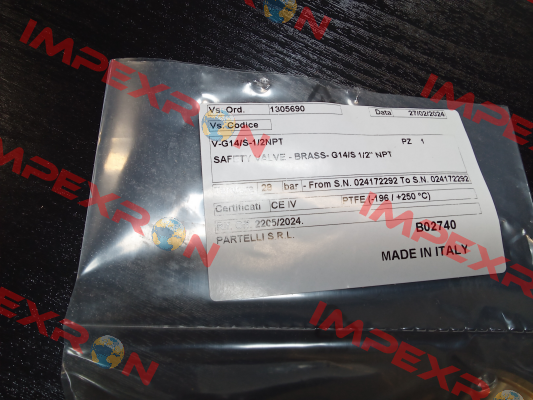 Vs. Ord. 1305690 Data: 27/02/2024
Vs. Codice
V-G14/S-1/2NPT PZ 1
SAFETY VALVE - BRASS- G14/S 1/2" NPT
28 bar - From S.N. 024172292 To S.N. 024172292
Certificati CE IV PTFE (-196 / +250 °C)
2205/2024.
PARTELLI S R L. B02740
MADE IN ITALY
IMPEXRON
IMPEXRON
IMPEXRON
IMPEXRON